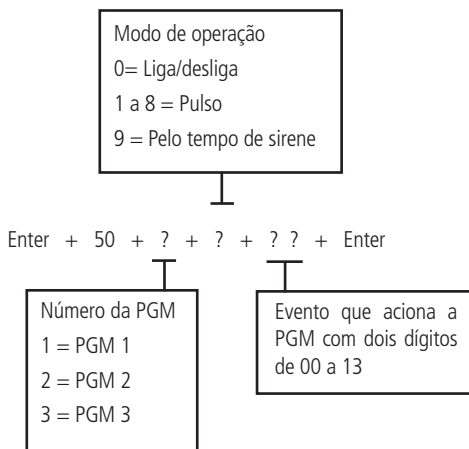 Modo de operação
0= Liga/desliga
1 a 8 = Pulso
9 = Pelo tempo de sirene
Enter + 50 + ? + ? + ? ? + Enter
Número da PGM
1 = PGM 1
2 = PGM 2
3 = PGM 3
Evento que aciona a
PGM com dois dígitos
de 00 a 13